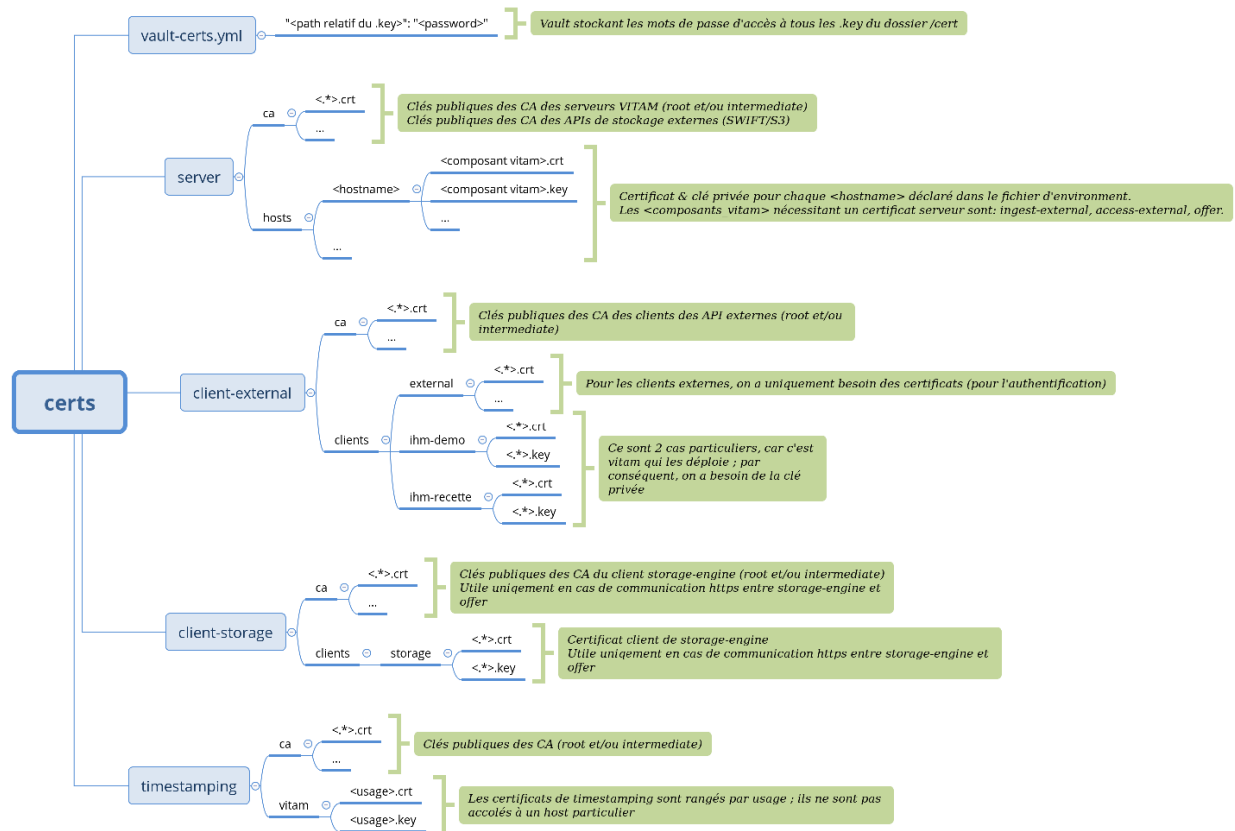 vault-certs.yml
"<path relatif du .key>": "<password>"
Vault stockant les mots de passe d'accès à tous les .key du dossier /cert
server
ca
<.*>.crt
...
Clés publiques des CA des serveurs VITAM (root et/ou intermediate)
Clés publiques des CA des APIs de stockage externes (SWIFT/S3)
hosts
<hostname>
<composant vitam>.crt
<composant vitam>.key
...
...
Certificat & clé privée pour chaque <hostname> déclaré dans le fichier d'environment.
Les <composants vitam> nécessitant un certificat serveur sont: ingest-external, access-external, offer.
certs
client-external
ca
<.*>.crt
...
Clés publiques des CA des clients des API externes (root et/ou
intermediate)
clients
external
<.*>.crt
...
Pour les clients externes, on a uniquement besoin des certificats (pour l'authentification)
ihm-demo
<.*>.crt
<.*>.key
ihm-recette
<.*>.crt
<.*>.key
Ce sont 2 cas particuliers, car c'est
vitam qui les déploie ; par
conséquent, on a besoin de la clé
privée
client-storage
ca
<.*>.crt
...
Clés publiques des CA du client storage-engine (root et/ou intermediate)
Utile uniqement en cas de communication https entre storage-engine et
offer
clients
storage
<.*>.crt
<.*>.key
Certificat client de storage-engine
Utile uniqement en cas de communication https entre storage-engine et
offer
timestamping
ca
<.*>.crt
...
Clés publiques des CA (root et/ou intermediate)
vitam
<usage>.crt
<usage>.key
Les certificats de timestamping sont rangés par usage ; ils ne sont pas
accolés à un host particulier